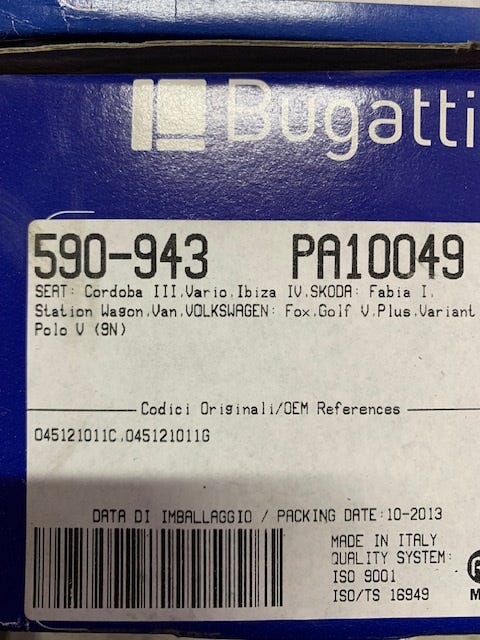 Bugatti
590-943 PA10049
SEAT: Cordoba III,Vario,Ibiza IV,SKODA: Fabia I,
Station Wagon,Van,VOLKSWAGEN: Fox,Golf V,Plus,Variant
Polo V (9N)
Codici Originali/OEM References
045121011C,045121011G
DATA DI IMBALLAGGIO / PACKING DATE:10-2013
MADE IN ITALY
QUALITY SYSTEM:
ISO 9001
ISO/TS 16949